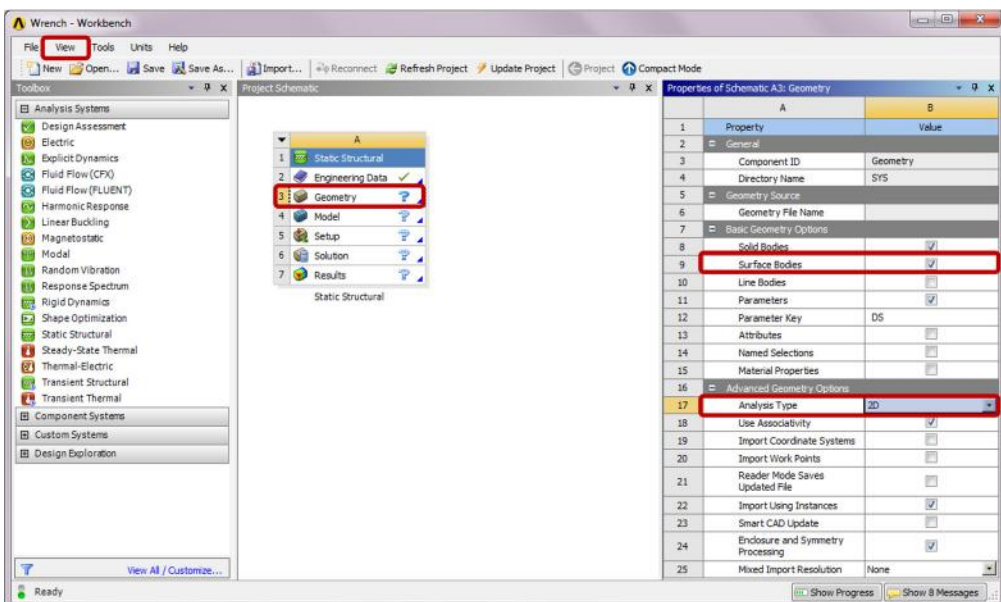 Wrench - Workbench
File View Tools Units Help
New Open... Save Save As... Import... Reconnect Refresh Project Update Project Project Compact Mode
Toolbox
Analysis Systems
Design Assessment
Electric
Explicit Dynamics
Fluid Flow (CFX)
Fluid Flow (FLUENT)
Harmonic Response
Linear Buckling
Magnetostatic
Modal
Random Vibration
Response Spectrum
Rigid Dynamics
Shape Optimization
Static Structural
Steady-State Thermal
Thermal-Electric
Transient Structural
Transient Thermal
Component Systems
Custom Systems
Design Exploration
View All / Customize...
Project Schematic
A
1 Static Structural
2 Engineering Data
3 Geometry ?
4 Model ?
5 Setup ?
6 Solution ?
7 Results ?
Static Structural
Properties of Schematic A3: Geometry
A B
1 Property Value
2 General
3 Component ID Geometry
4 Directory Name SYS
5 Geometry Source
6 Geometry File Name
7 Basic Geometry Options
8 Solid Bodies
9 Surface Bodies
10 Line Bodies
11 Parameters
12 Parameter Key DS
13 Attributes
14 Named Selections
15 Material Properties
16 Advanced Geometry Options
17 Analysis Type 2D
18 Use Associativity
19 Import Coordinate Systems
20 Import Work Points
21 Reader Mode Saves
Updated File
22 Import Using Instances
23 Smart CAD Update
24 Enclosure and Symmetry
Processing
25 Mixed Import Resolution None
Ready
Show Progress Show 8 Messages